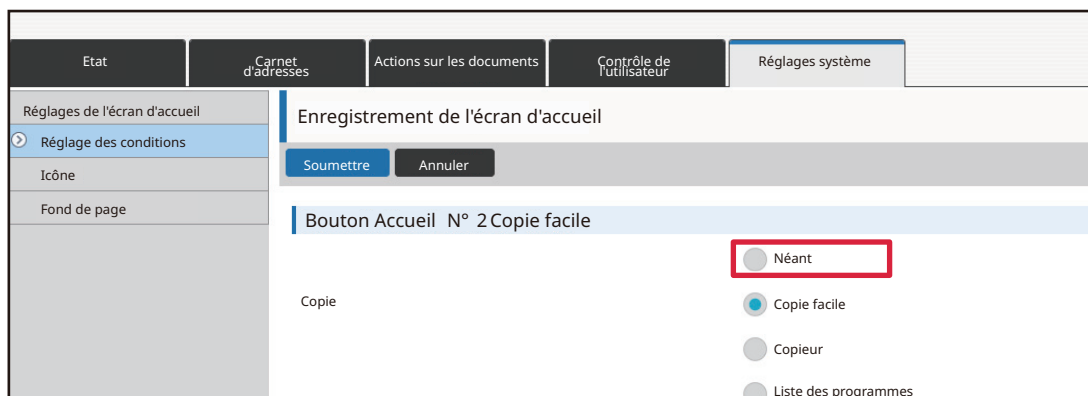 Etat
Carnet
d'adresses
Actions sur les documents
Contrôle de
l'utilisateur
Réglages système
Réglages de l'écran d'accueil
Réglage des conditions
Icône
Fond de page
Enregistrement de l'écran d'accueil
Soumettre
Annuler
Bouton Accueil N° 2 Copie facile
Néant
Copie
Copie facile
Copieur
Liste des programmes